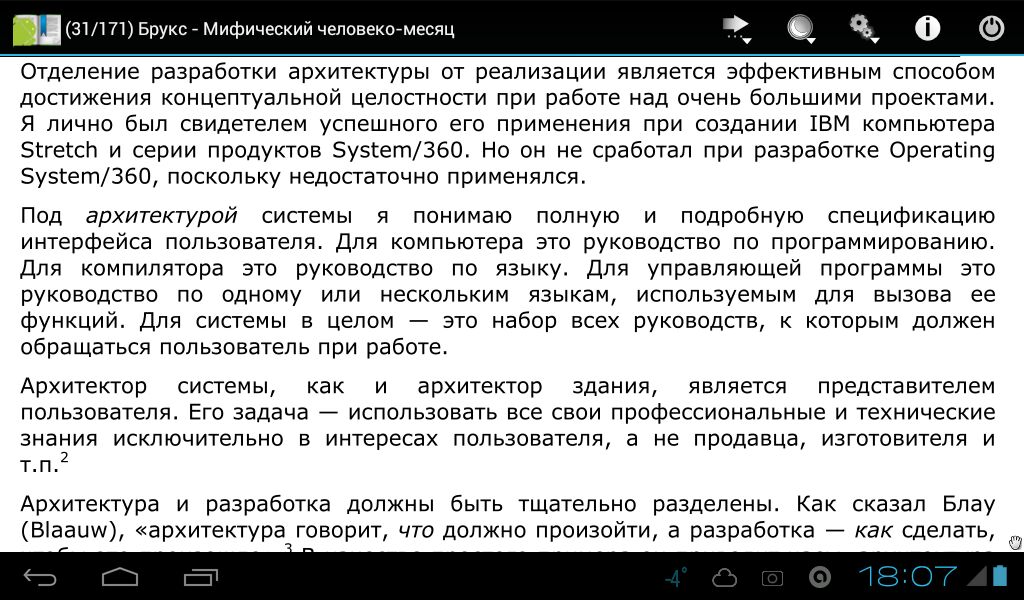 (31/171) Брукс - Мифический человеко-месяц
Отделение разработки архитектуры от реализации является эффективным способом
достижения концептуальной целостности при работе над очень большими проектами.
Я лично был свидетелем успешного его применения при создании IBM компьютера
Stretch и серии продуктов System/360. Но он не сработал при разработке Operating
System/360, поскольку недостаточно применялся.
Под архитектурой системы я понимаю полную и подробную спецификацию
интерфейса пользователя. Для компьютера это руководство по программированию.
Для компилятора это руководство по языку. Для управляющей программы это
руководство по одному или нескольким языкам, используемым для вызова ее
функций. Для системы в целом — это набор всех руководств, к которым должен
обращаться пользователь при работе.
Архитектор системы, как и архитектор здания, является представителем
пользователя. Его задача — использовать все свои профессиональные и технические
знания исключительно в интересах пользователя, а не продавца, изготовителя и
т.п.2
Архитектура и разработка должны быть тщательно разделены. Как сказал Блау
(Blaauw), «архитектура говорит, что должно произойти, а разработка — как сделать,
-4°
18:07